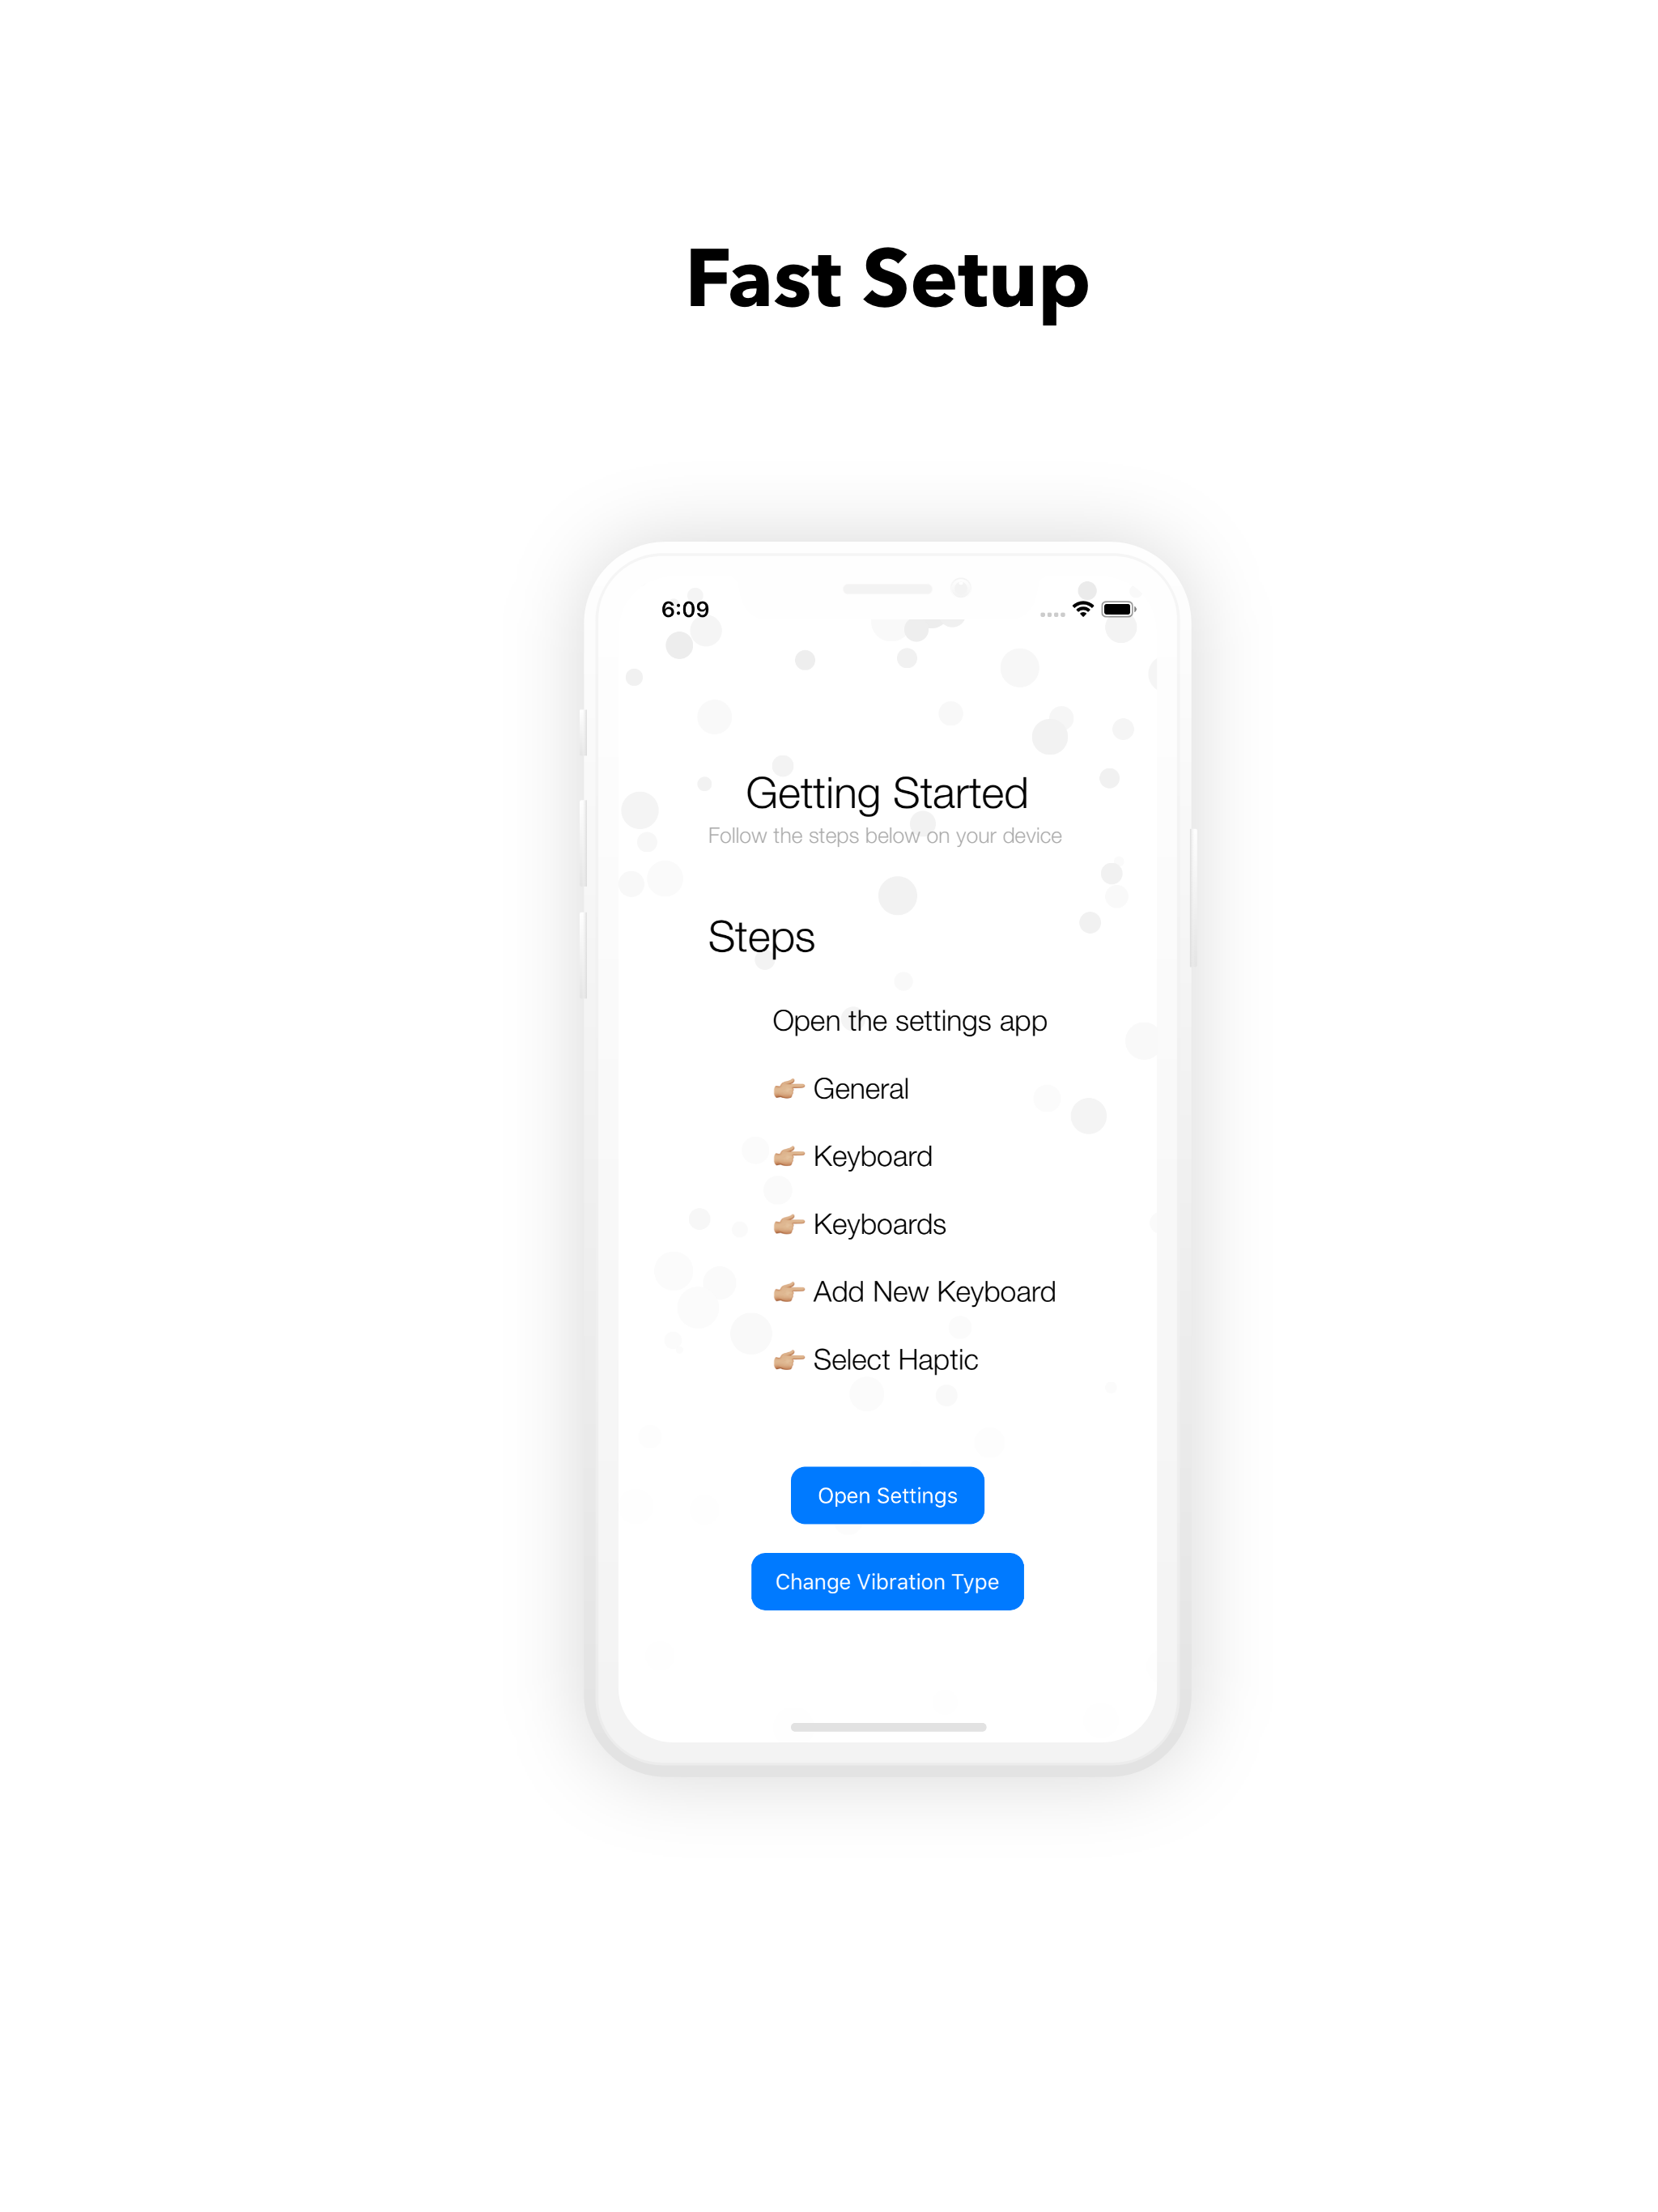 Fast Setup
6:09
Getting Started
Follow the steps below on your device
Steps
Open the settings app
👉🏼 General
👉🏼 Keyboard
👉🏼 Keyboards
👉🏼 Add New Keyboard
👉🏼 Select Haptic
Open Settings
Change Vibration Type